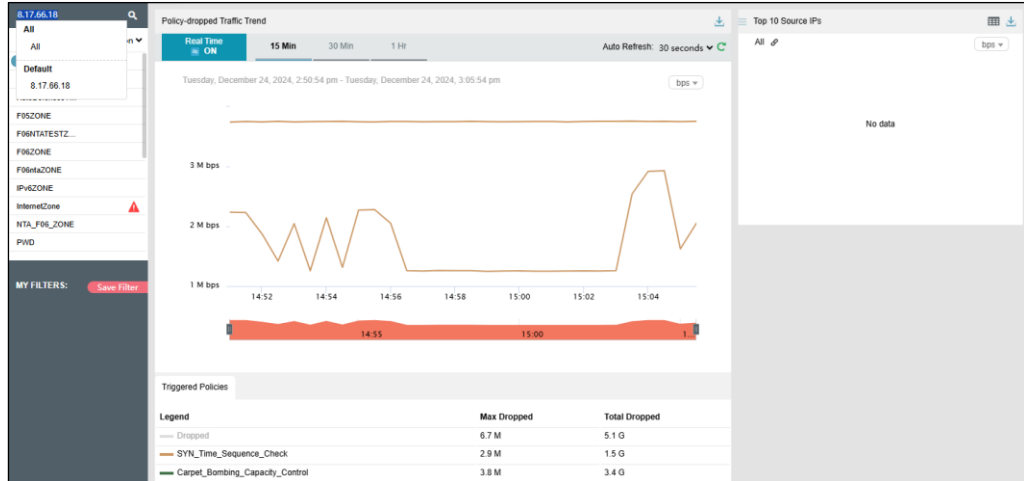 8.17.66.18
All
All
Default
8.17.66.18
F05ZONE
F06NTATESTZ...
F06ZONE
F06ntaZONE
IPv6ZONE
InternetZone
NTA_F06_ZONE
PWD
MY FILTERS:
Save Filter
Policy-dropped Traffic Trend
Real Time
ON
15 Min
30 Min
1 Hr
Auto Refresh: 30 seconds
Tuesday, December 24, 2024, 2:50:54 pm - Tuesday, December 24, 2024, 3:05:54 pm
bps
3 M bps
2 M bps
1 M bps
14:52 14:54 14:56 14:58 15:00 15:02 15:04
14:55 15:00 1...
Triggered Policies
Legend Max Dropped Total Dropped
Dropped 6.7 M 5.1 G
SYN_Time_Sequence_Check 2.9 M 1.5 G
Carpet_Bombing_Capacity_Control 3.8 M 3.4 G
Top 10 Source IPs
All
bps
No data